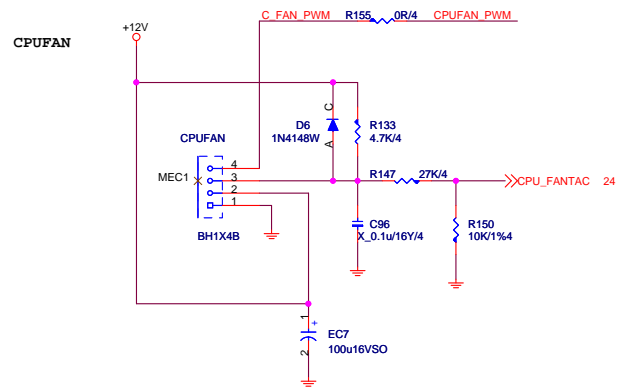 C_FAN_PWM R155 0R/4 CPUFAN_PWM
+12V
CPUFAN
D6
1N4148W
C
A
R133
4.7K/4
CPUFAN
MEC1
4
3
2
1
BH1X4B
R147 27K/4
CPU_FANTAC 24
C96
X_0.1u/16Y/4
R150
10K/1%4
1
+
2
EC7
100u16VSO